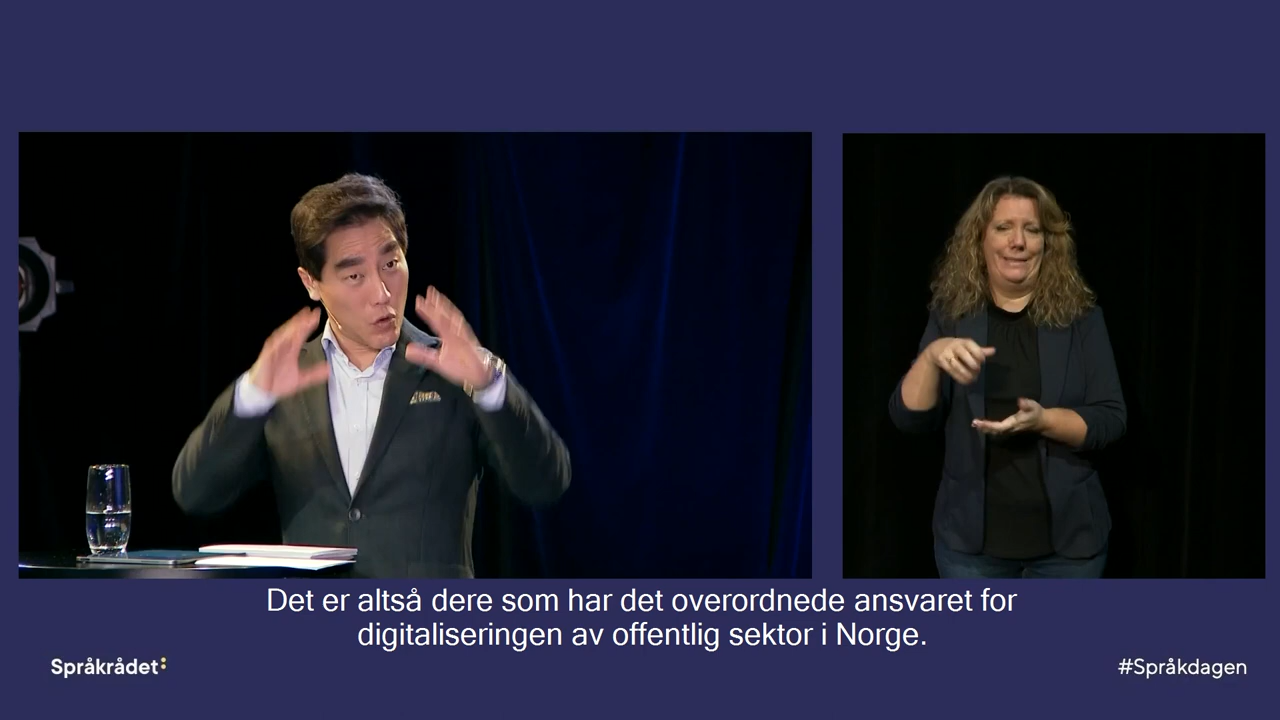 Det er altså dere som har det overordnede ansvaret for
digitaliseringen av offentlig sektor i Norge.
Språkrådet:
#Språkdagen